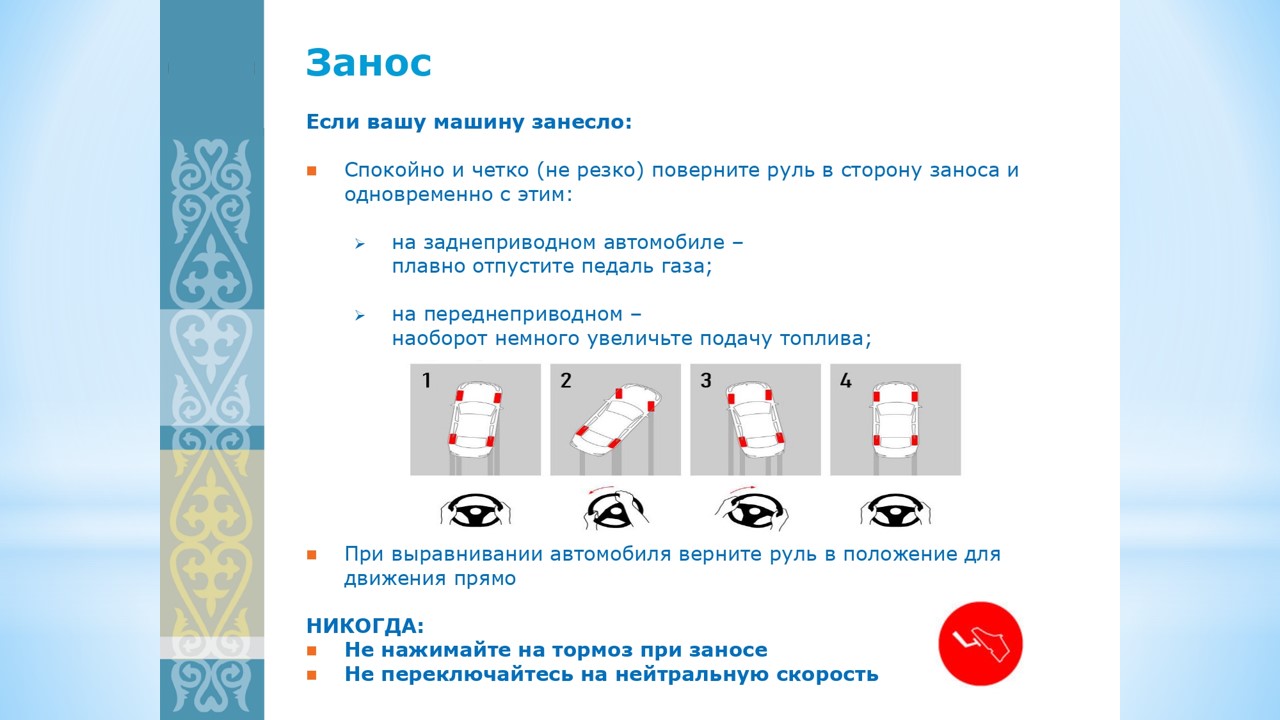 Занос
Если вашу машину занесло:
Спокойно и четко (не резко) поверните руль в сторону заноса и
одновременно с этим:
на заднеприводном автомобиле –
плавно отпустите педаль газа;
на переднеприводном –
наоборот немного увеличьте подачу топлива;
1 2 3 4
При выравнивании автомобиля верните руль в положение для
движения прямо
НИКОГДА:
Не нажимайте на тормоз при заносе
Не переключайтесь на нейтральную скорость